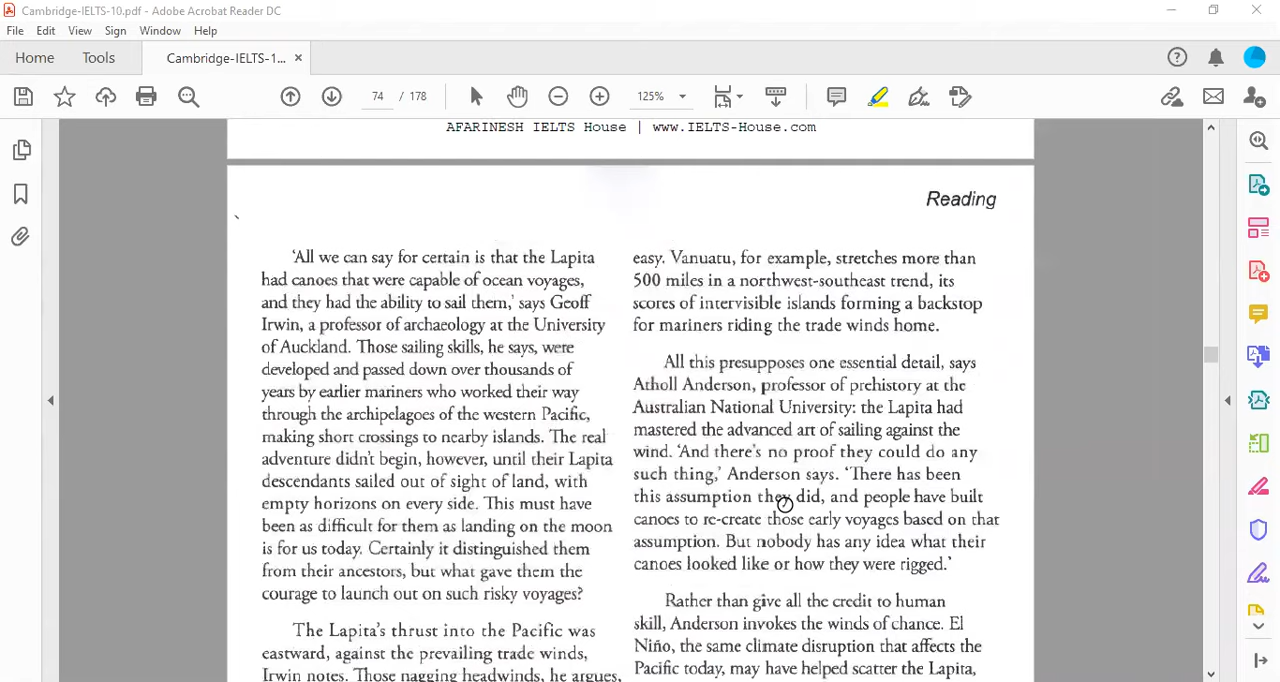 Cambridge-IELTS-10.pdf - Adobe Acrobat Reader DC
File Edit View Sign Window Help
Home Tools Cambridge-IELTS-1... ×
74 / 178 125%
AFARINESH IELTS House | www.IELTS-House.com
Reading
'All we can say for certain is that the Lapita
had canoes that were capable of ocean voyages,
and they had the ability to sail them,' says Geoff
Irwin, a professor of archaeology at the University
of Auckland. Those sailing skills, he says, were
developed and passed down over thousands of
years by earlier mariners who worked their way
through the archipelagoes of the western Pacific,
making short crossings to nearby islands. The real
adventure didn't begin, however, until their Lapita
descendants sailed out of sight of land, with
empty horizons on every side. This must have
been as difficult for them as landing on the moon
is for us today. Certainly it distinguished them
from their ancestors, but what gave them the
courage to launch out on such risky voyages?
The Lapita's thrust into the Pacific was
eastward, against the prevailing trade winds,
Irwin notes. Those nagging headwinds, he argues,
easy. Vanuatu, for example, stretches more than
500 miles in a northwest-southeast trend, its
scores of intervisible islands forming a backstop
for mariners riding the trade winds home.
All this presupposes one essential detail, says
Atholl Anderson, professor of prehistory at the
Australian National University: the Lapita had
mastered the advanced art of sailing against the
wind. 'And there's no proof they could do any
such thing,' Anderson says. 'There has been
this assumption they did, and people have built
canoes to re-create those early voyages based on that
assumption. But nobody has any idea what their
canoes looked like or how they were rigged.'
Rather than give all the credit to human
skill, Anderson invokes the winds of chance. El
Niño, the same climate disruption that affects the
Pacific today, may have helped scatter the Lapita,